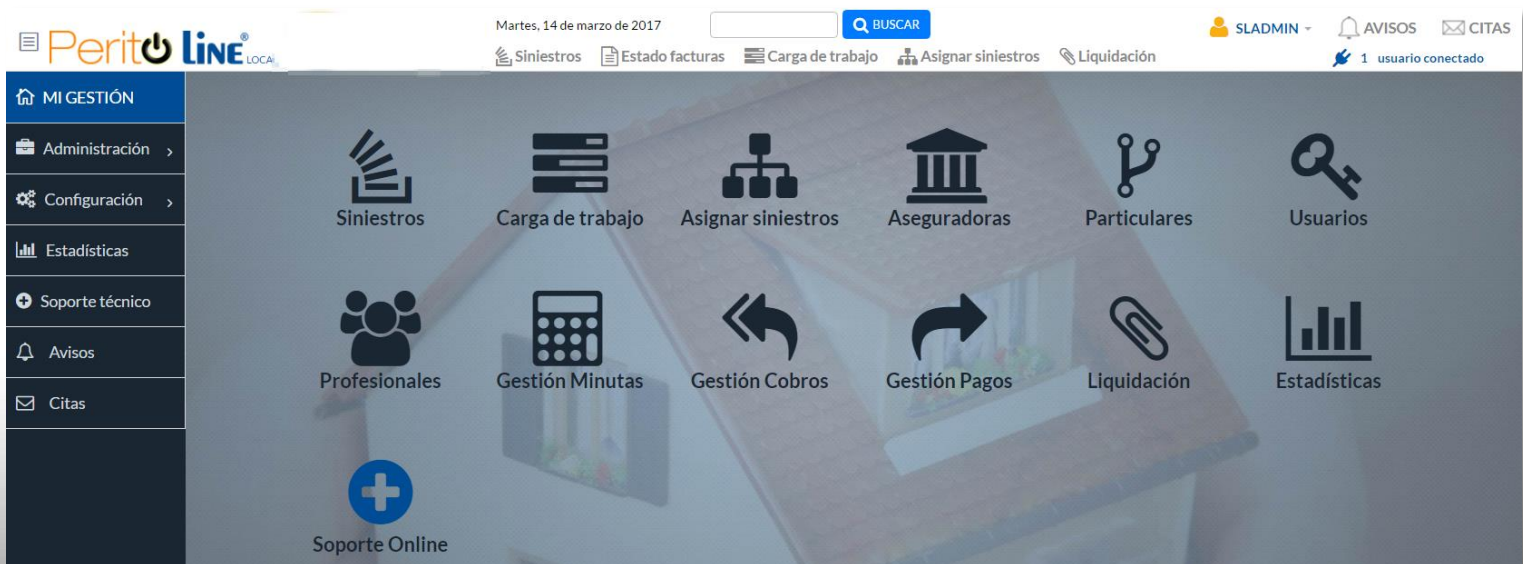 Perito Line® LOCAL
Martes, 14 de marzo de 2017
BUSCAR
SLADMIN
AVISOS
CITAS
Siniestros
Estado facturas
Carga de trabajo
Asignar siniestros
Liquidación
1 usuario conectado
MI GESTIÓN
Administración
Configuración
Estadísticas
Soporte técnico
Avisos
Citas
Siniestros
Carga de trabajo
Asignar siniestros
Aseguradoras
Particulares
Usuarios
Profesionales
Gestión Minutas
Gestión Cobros
Gestión Pagos
Liquidación
Estadísticas
Soporte Online